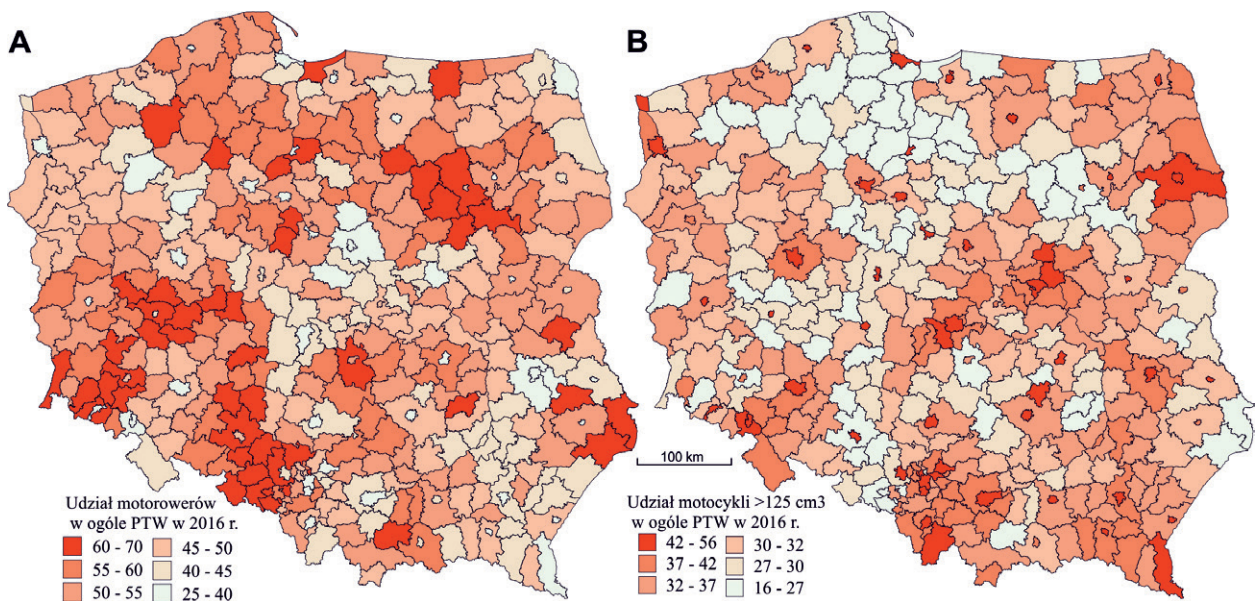 A
B
100 km
Udział motorowerów
w ogóle PTW w 2016 r.
60 - 70
55 - 60
50 - 55
45 - 50
40 - 45
25 - 40
Udział motocykli >125 cm3
w ogóle PTW w 2016 r.
42 - 56
37 - 42
32 - 37
30 - 32
27 - 30
16 - 27